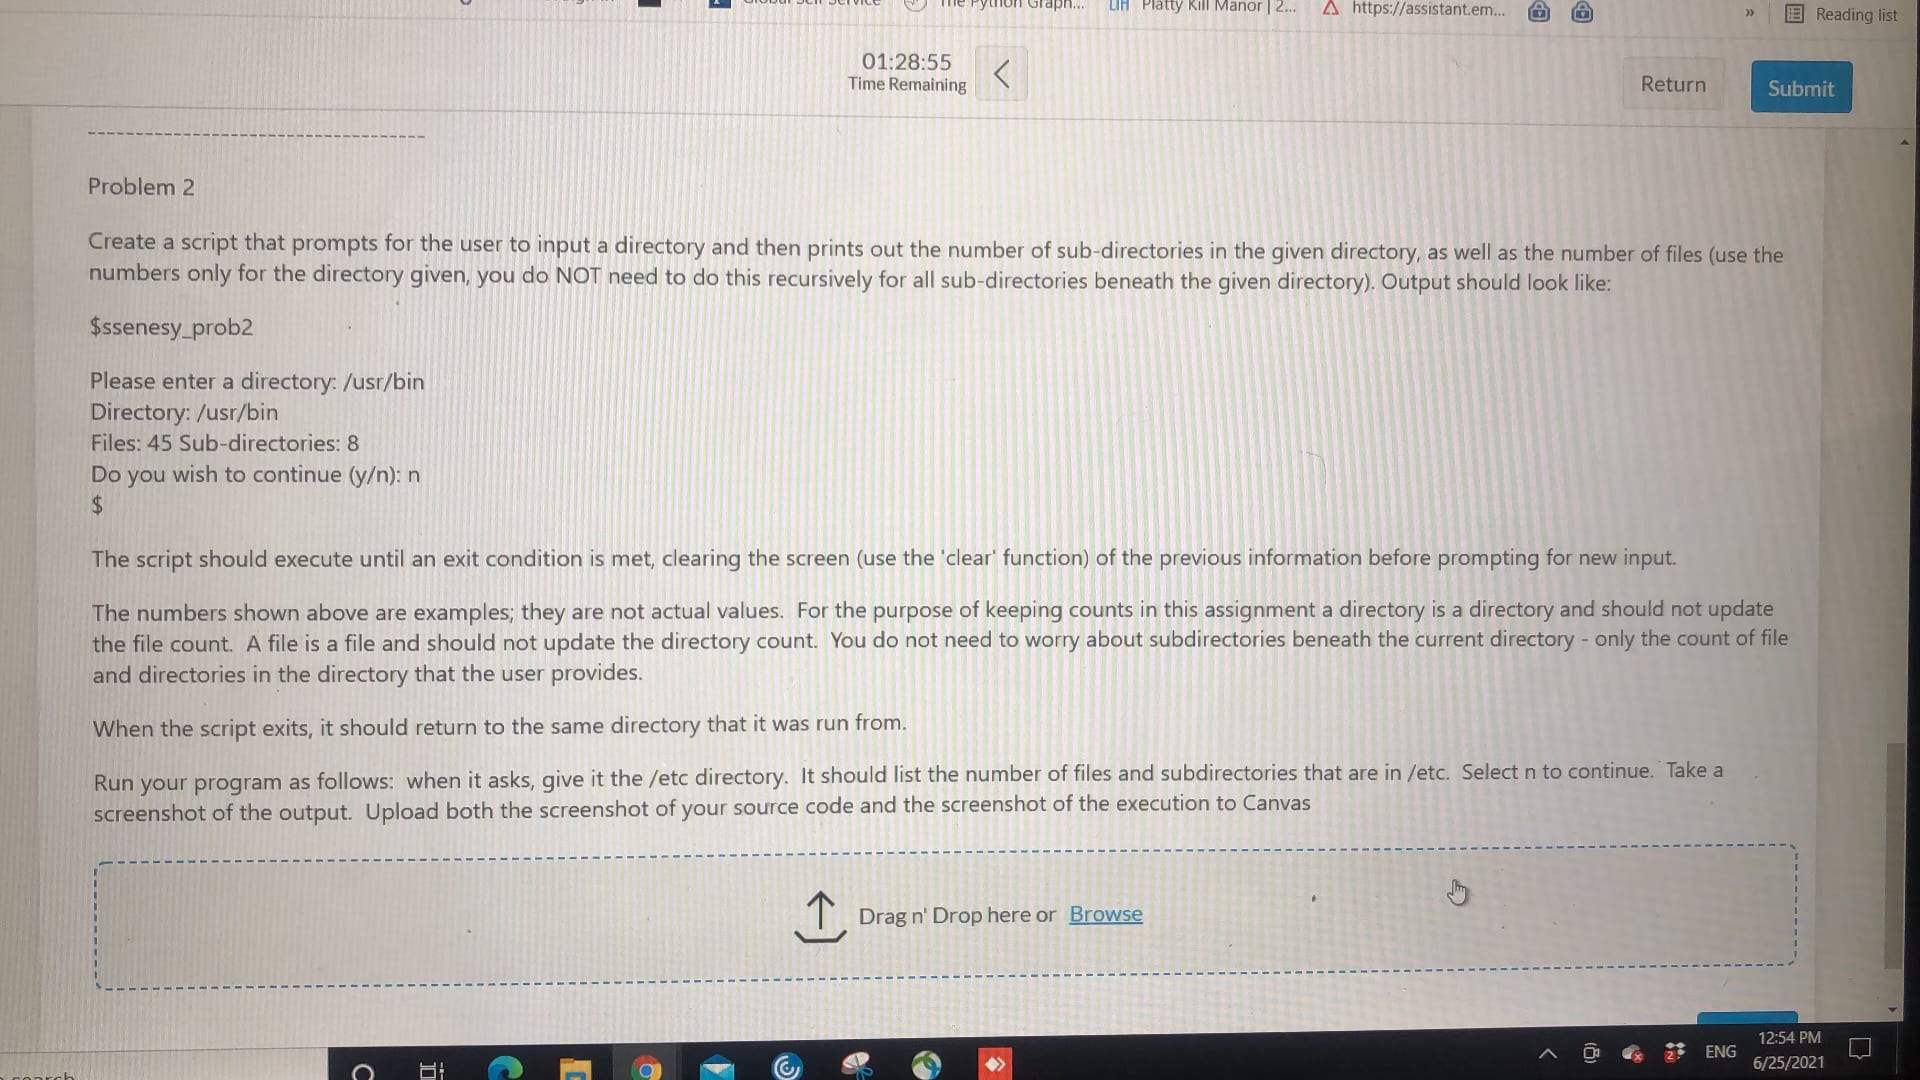 Platty Kill Manor | 2...
https://assistant.em...
»
Reading list
01:28:55
Time Remaining
Return
Submit
Problem 2
Create a script that prompts for the user to input a directory and then prints out the number of sub-directories in the given directory, as well as the number of files (use the
numbers only for the directory given, you do NOT need to do this recursively for all sub-directories beneath the given directory). Output should look like:
$ssenesy_prob2
Please enter a directory: /usr/bin
Directory: /usr/bin
Files: 45 Sub-directories: 8
Do you wish to continue (y/n): n
$
The script should execute until an exit condition is met, clearing the screen (use the 'clear' function) of the previous information before prompting for new input.
The numbers shown above are examples; they are not actual values. For the purpose of keeping counts in this assignment a directory is a directory and should not update
the file count. A file is a file and should not update the directory count. You do not need to worry about subdirectories beneath the current directory - only the count of file
and directories in the directory that the user provides.
When the script exits, it should return to the same directory that it was run from.
Run your program as follows: when it asks, give it the /etc directory. It should list the number of files and subdirectories that are in /etc. Select n to continue. Take a
screenshot of the output. Upload both the screenshot of your source code and the screenshot of the execution to Canvas
Drag n' Drop here or Browse
ENG
12:54 PM
6/25/2021